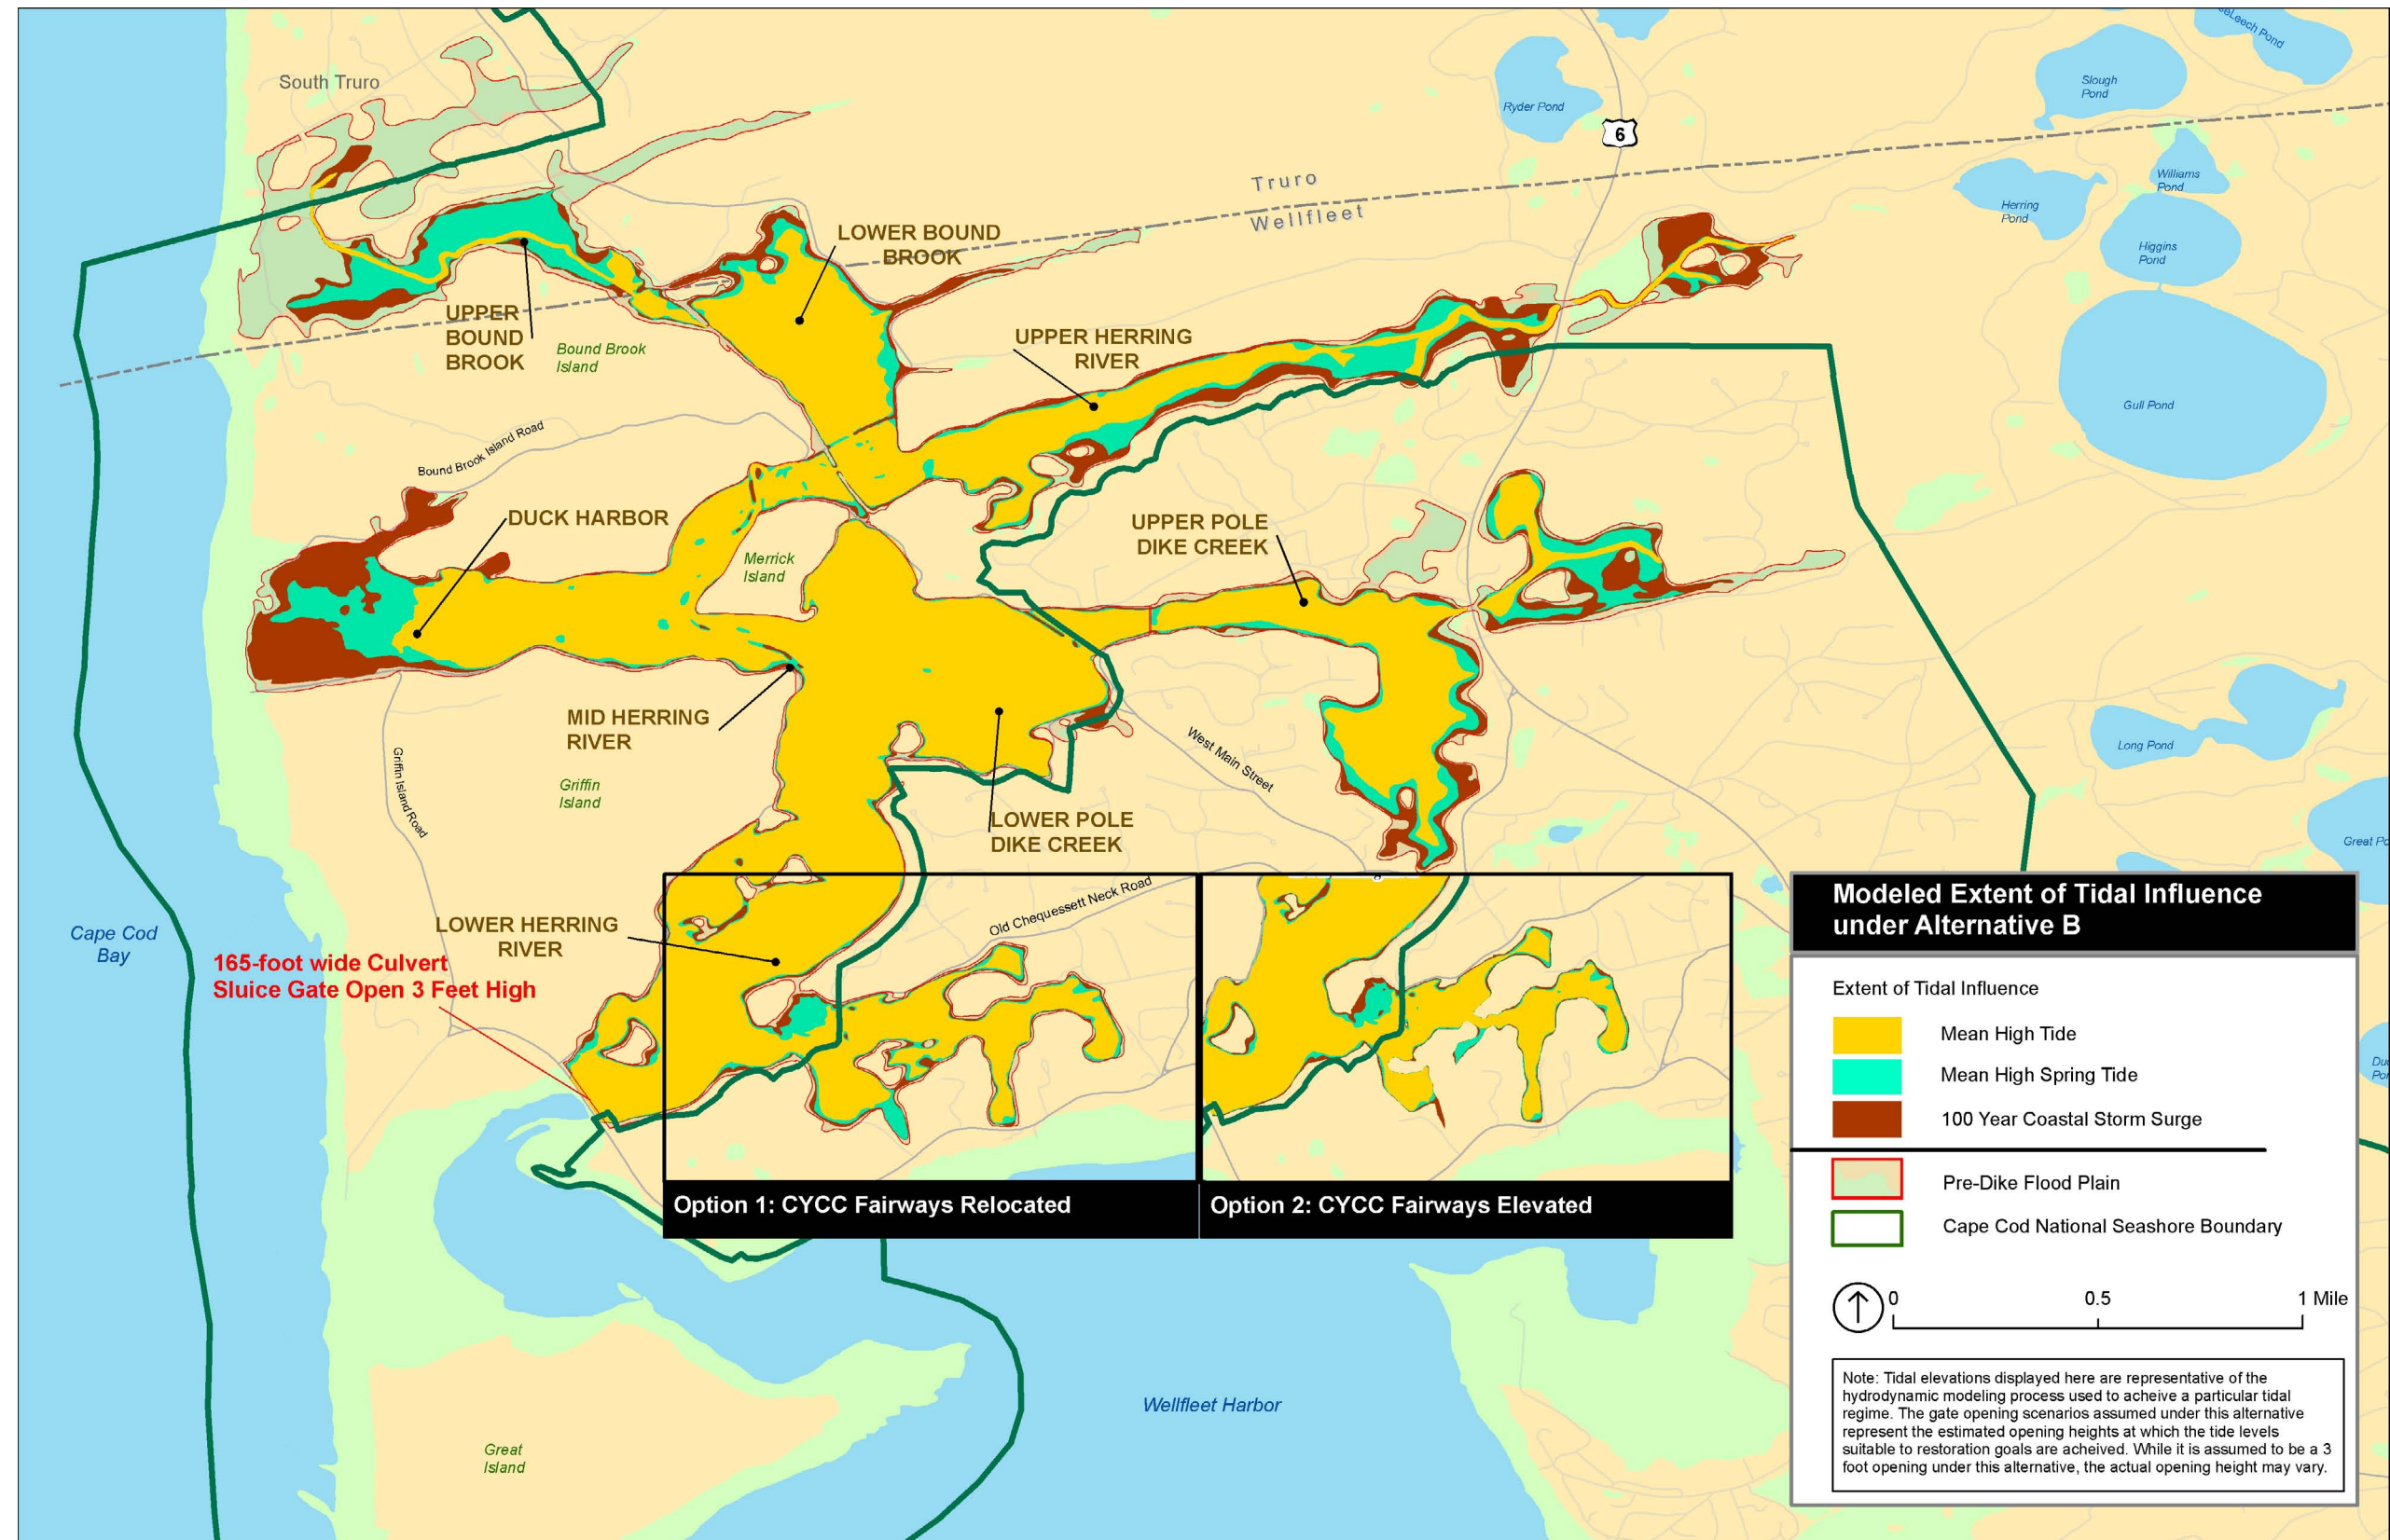 South Truro
Ryder Pond
6
Slough
Pond
Leech Pond
Williams
Pond
Herring
Pond
Higgins
Pond
Gull Pond
Truro
Wellfleet
LOWER BOUND
BROOK
UPPER
BOUND
BROOK
Bound Brook
Island
UPPER HERRING
RIVER
Bound Brook Island Road
DUCK HARBOR
Merrick
Island
UPPER POLE
DIKE CREEK
MID HERRING
RIVER
Griffin Island Road
Griffin
Island
West Main Street
Long Pond
LOWER POLE
DIKE CREEK
Great
Old Chequessett Neck Road
LOWER HERRING
RIVER
Cape Cod
Bay
165-foot wide Culvert
Sluice Gate Open 3 Feet High
Option 1: CYCC Fairways Relocated
Option 2: CYCC Fairways Elevated
Wellfleet Harbor
Great
Island
Modeled Extent of Tidal Influence
under Alternative B
Extent of Tidal Influence
Mean High Tide
Mean High Spring Tide
100 Year Coastal Storm Surge
Pre-Dike Flood Plain
Cape Cod National Seashore Boundary
0 0.5 1 Mile
Note: Tidal elevations displayed here are representative of the
hydrodynamic modeling process used to acheive a particular tidal
regime. The gate opening scenarios assumed under this alternative
represent the estimated opening heights at which the tide levels
suitable to restoration goals are acheived. While it is assumed to be a 3
foot opening under this alternative, the actual opening height may vary.